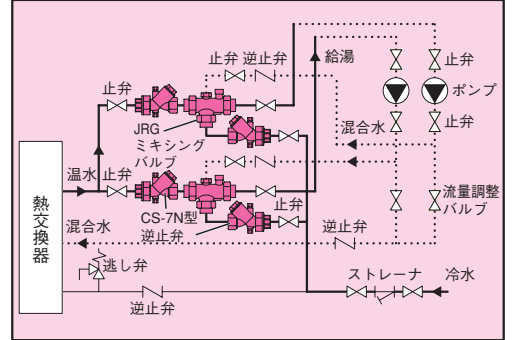 止弁 逆止弁
給湯
止弁
止弁
ポンプ
JRG
ミキシング
バルブ
混合水
止弁
温水
止弁
止弁
CS-7N型
逆止弁
流量調整
バルブ
熱交換器
混合水
逆止弁
逃し弁
ストレーナ
冷水
逆止弁